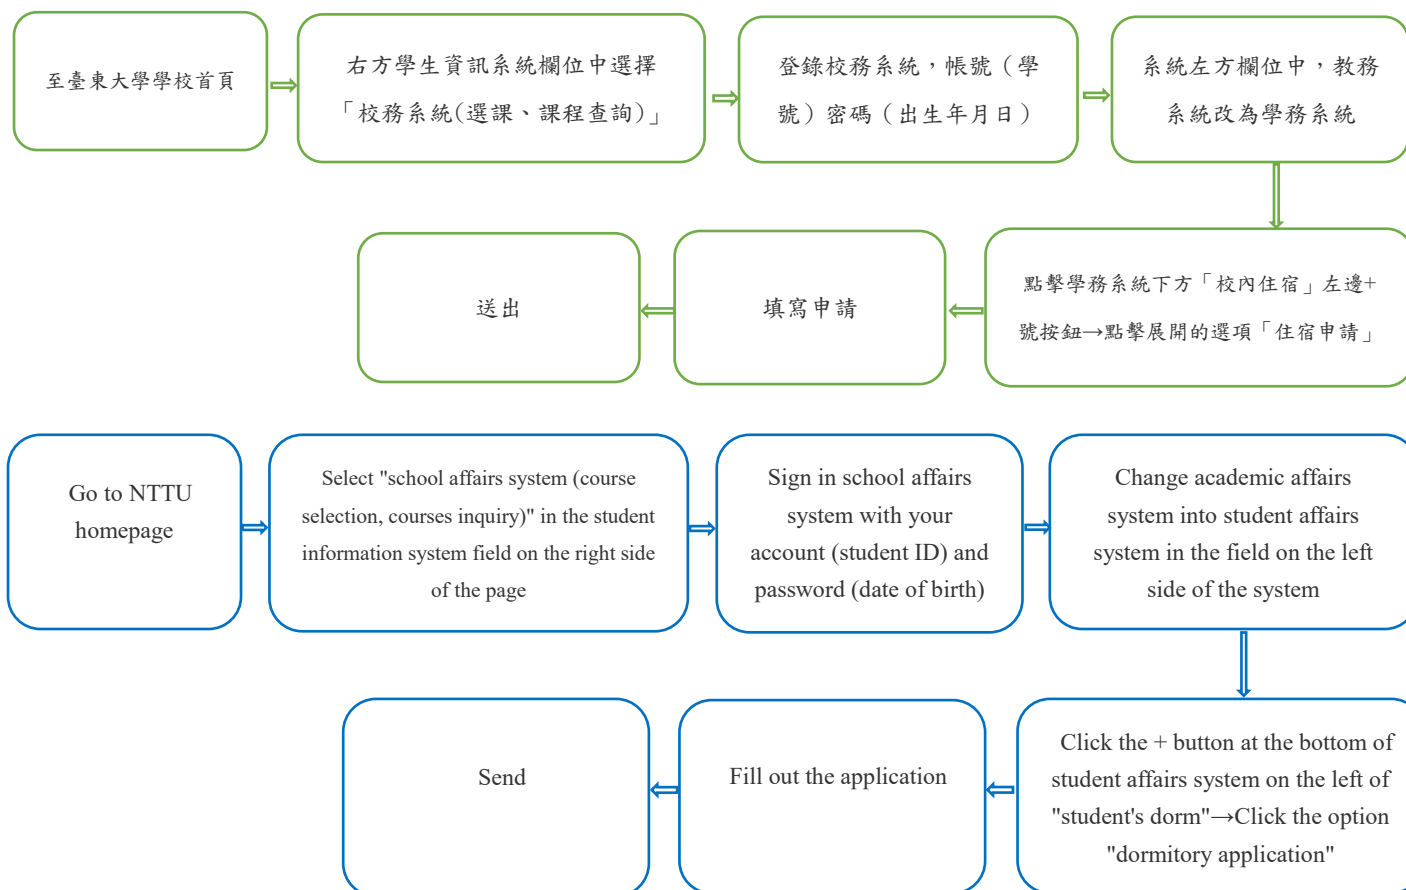 至臺東大學學校首頁
右方學生資訊系統欄位中選擇
「校務系統(選課、課程查詢)」
登錄校務系統，帳號（學
號）密碼（出生年月日）
系統左方欄位中，教務
系統改為學務系統
點擊學務系統下方「校內住宿」左邊+
號按鈕→點擊展開的選項「住宿申請」
填寫申請
送出
Go to NTTU
homepage
Select "school affairs system (course
selection, courses inquiry)" in the student
information system field on the right side
of the page
Sign in school affairs
system with your
account (student ID) and
password (date of birth)
Change academic affairs
system into student affairs
system in the field on the left
side of the system
Click the + button at the bottom of
student affairs system on the left of
"student's dorm"→Click the option
"dormitory application"
Fill out the application
Send